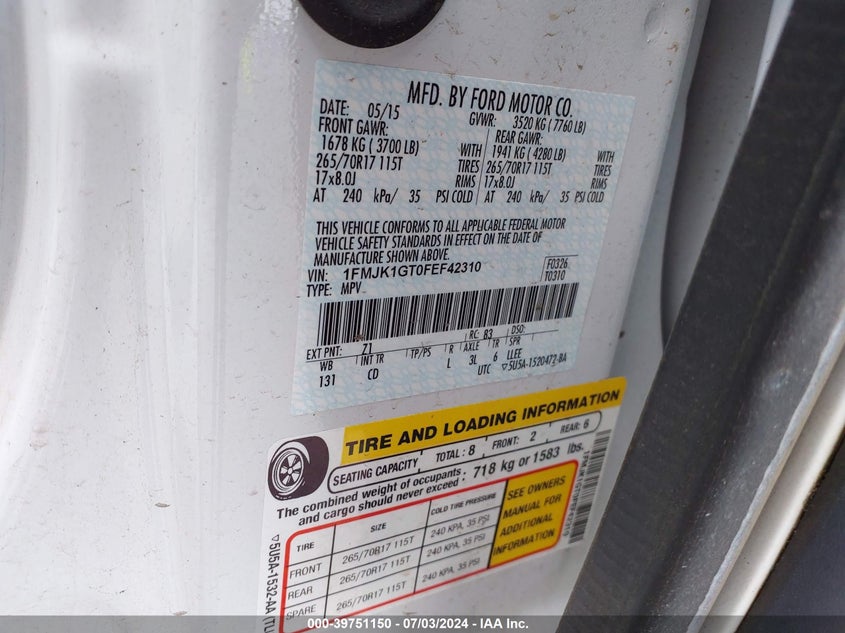 MFD. BY FORD MOTOR CO.
DATE: 05/15 GVWR: 3520 KG ( 7760 LB)
FRONT GAWR: REAR GAWR:
1678 KG ( 3700 LB) WITH 1941 KG ( 4280 LB) WITH
265/70R17 115T TIRES 265/70R17 115T TIRES
17x8.0J RIMS 17x8.0J RIMS
AT 240 kPa/ 35 PSI COLD AT 240 kPa/ 35 PSI COLD
THIS VEHICLE CONFORMS TO ALL APPLICABLE FEDERAL MOTOR
VEHICLE SAFETY STANDARDS IN EFFECT ON THE DATE OF
MANUFACTURE SHOWN ABOVE.
VIN: 1FMJK1GT0FEF42310 F0326
TYPE: MPV T0310
EXT PNT: Z1 RC: 83 DSO:
WB INT TR TP/PS R AXLE TR SPR
131 CD L 3L 6 LLEE
UTC ▽5U5A-1520472-BA
TIRE AND LOADING INFORMATION
SEATING CAPACITY TOTAL : 8 FRONT: 2 REAR: 6
The combined weight of occupants
and cargo should never exceed : 718 kg or 1583 lbs.
TIRE SIZE COLD TIRE PRESSURE
FRONT 265/70R17 115T 240 KPA, 35 PSI
REAR 265/70R17 115T 240 KPA, 35 PSI
SPARE 265/70R17 115T 240 KPA, 35 PSI
SEE OWNERS
MANUAL FOR
ADDITIONAL
INFORMATION
▽5U5A-1532-AA
000-39751150 - 07/03/2024 - IAA Inc.